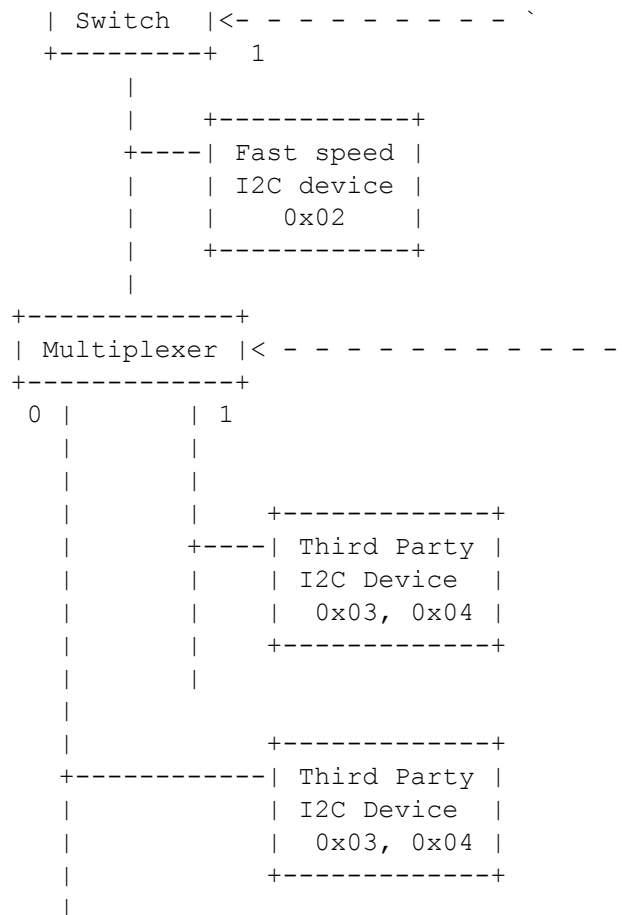 Switch
1
Fast speed
I2C device
0x02
Multiplexer
0 1
Third Party
I2C Device
0x03, 0x04
Third Party
I2C Device
0x03, 0x04